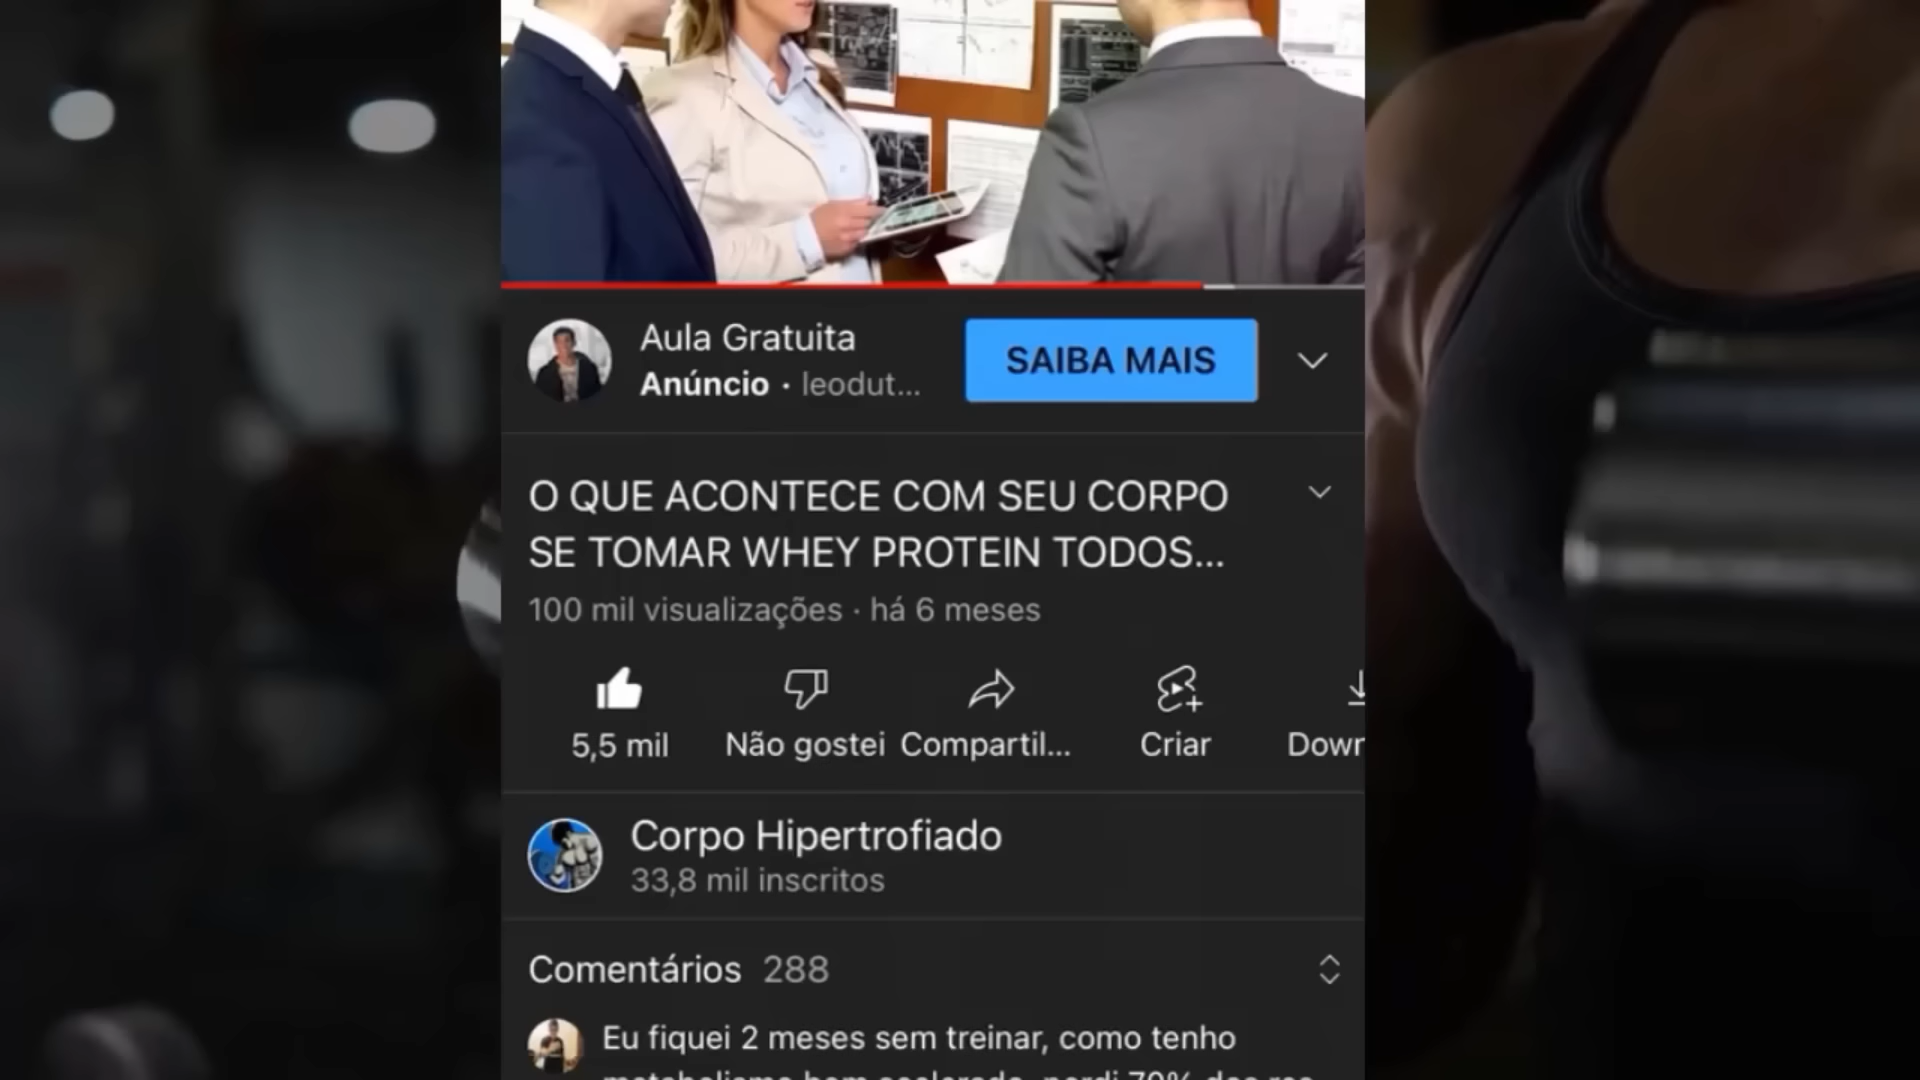 Aula Gratuita
Anúncio · leodut...
SAIBA MAIS
O QUE ACONTECE COM SEU CORPO
SE TOMAR WHEY PROTEIN TODOS...
100 mil visualizações · há 6 meses
5,5 mil
Não gostei
Compartil...
Criar
Down
Corpo Hipertrofiado
33,8 mil inscritos
Comentários 288
Eu fiquei 2 meses sem treinar, como tenho